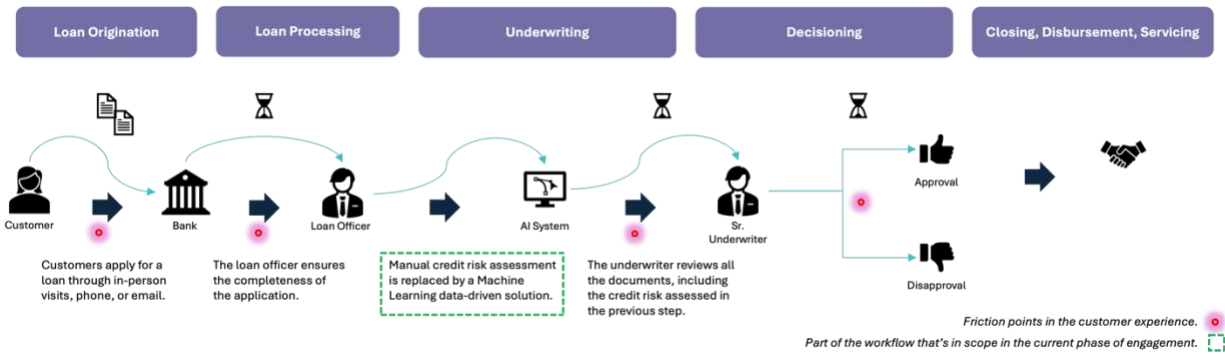 Loan Origination
Loan Processing
Underwriting
Decisioning
Closing, Disbursement, Servicing
Customer
Bank
Loan Officer
AI System
Sr.
Underwriter
Approval
Disapproval
Customers apply for a
loan through in-person
visits, phone, or email.
The loan officer ensures
the completeness of
the application.
Manual credit risk assessment
is replaced by a Machine
Learning data-driven solution.
The underwriter reviews all
the documents, including
the credit risk assessed in
the previous step.
Friction points in the customer experience.
Part of the workflow that's in scope in the current phase of engagement.